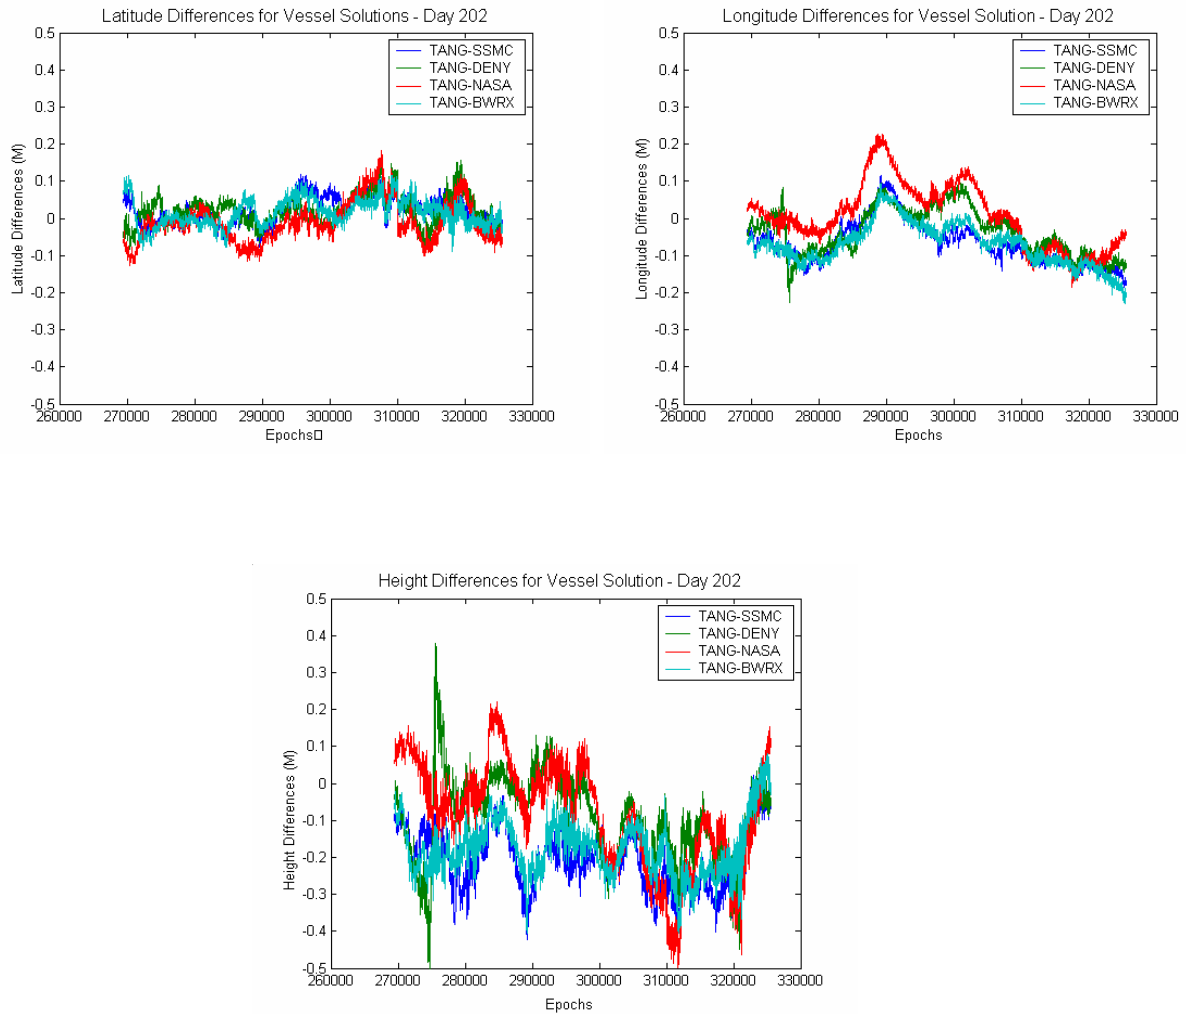 Latitude Differences for Vessel Solutions - Day 202
0.5
0.4
0.3
0.2
0.1
0
-0.1
-0.2
-0.3
-0.4
-0.5
Latitude Differences (M)
TANG-SSMC
TANG-DENY
TANG-NASA
TANG-BWRX
260000 270000 280000 290000 300000 310000 320000 330000
Epochs□
Longitude Differences for Vessel Solution - Day 202
0.5
0.4
0.3
0.2
0.1
0
-0.1
-0.2
-0.3
-0.4
-0.5
Longitude Differences (M)
TANG-SSMC
TANG-DENY
TANG-NASA
TANG-BWRX
260000 270000 280000 290000 300000 310000 320000 330000
Epochs
Height Differences for Vessel Solution - Day 202
0.5
0.4
0.3
0.2
0.1
0
-0.1
-0.2
-0.3
-0.4
-0.5
Height Differences (M)
TANG-SSMC
TANG-DENY
TANG-NASA
TANG-BWRX
260000 270000 280000 290000 300000 310000 320000 330000
Epochs